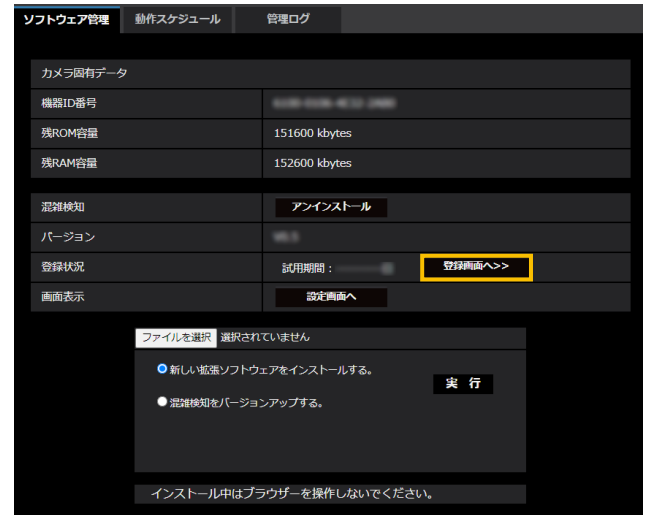 ソフトウェア管理 動作スケジュール 管理ログ
カメラ固有データ
機器ID番号
残ROM容量 151600 kbytes
残RAM容量 152600 kbytes
混雑検知 アンインストール
バージョン
登録状況 試用期間： 登録画面へ>>
画面表示 設定画面へ
ファイルを選択 選択されていません
新しい拡張ソフトウェアをインストールする。
実 行
混雑検知をバージョンアップする。
インストール中はブラウザーを操作しないでください。